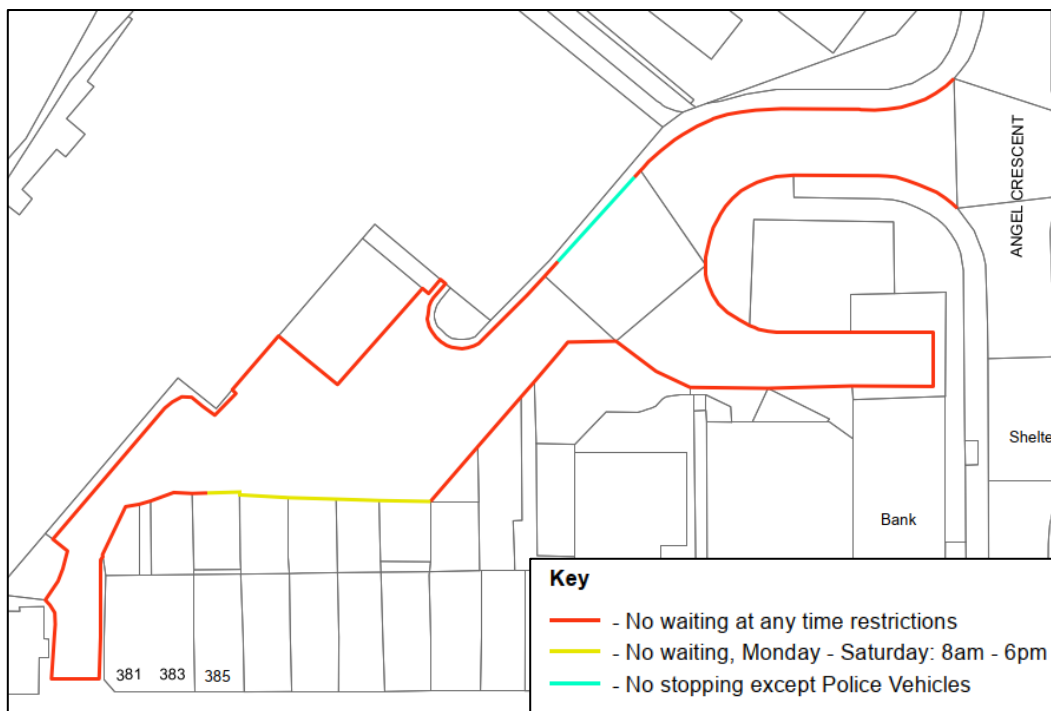 ANGEL CRESCENT
Shelte
Bank
381 383 385
Key
- No waiting at any time restrictions
- No waiting, Monday - Saturday: 8am - 6pm
- No stopping except Police Vehicles